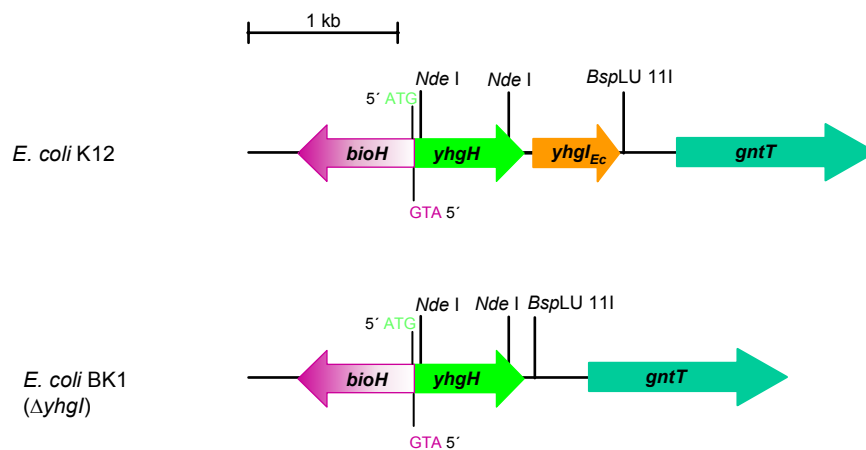 1 kb
Nde I Nde I BspLU 11I
5´ ATG
E. coli K12
bioH yhgH yhgI_Ec gntT
GTA 5´
Nde I Nde I BspLU 11I
5´ ATG
E. coli BK1
(ΔyhgI)
bioH yhgH gntT
GTA 5´